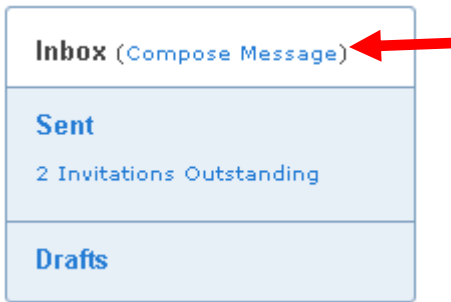 Inbox (Compose Message)
Sent
2 Invitations Outstanding
Drafts